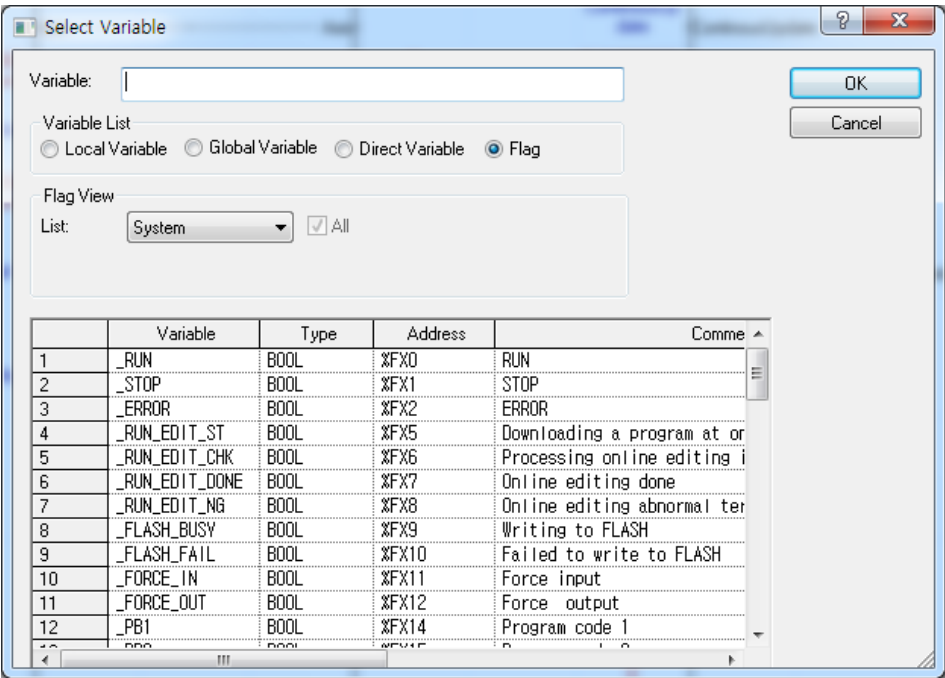 Select Variable
Variable:
OK
Cancel
Variable List
Local Variable Global Variable Direct Variable Flag
Flag View
List: System All
Variable Type Address Comme
1 _RUN BOOL %FX0 RUN
2 _STOP BOOL %FX1 STOP
3 _ERROR BOOL %FX2 ERROR
4 _RUN_EDIT_ST BOOL %FX5 Downloading a program at or
5 _RUN_EDIT_CHK BOOL %FX6 Processing online editing i
6 _RUN_EDIT_DONE BOOL %FX7 Online editing done
7 _RUN_EDIT_NG BOOL %FX8 Online editing abnormal ter
8 _FLASH_BUSY BOOL %FX9 Writing to FLASH
9 _FLASH_FAIL BOOL %FX10 Failed to write to FLASH
10 _FORCE_IN BOOL %FX11 Force input
11 _FORCE_OUT BOOL %FX12 Force output
12 _PB1 BOOL %FX14 Program code 1